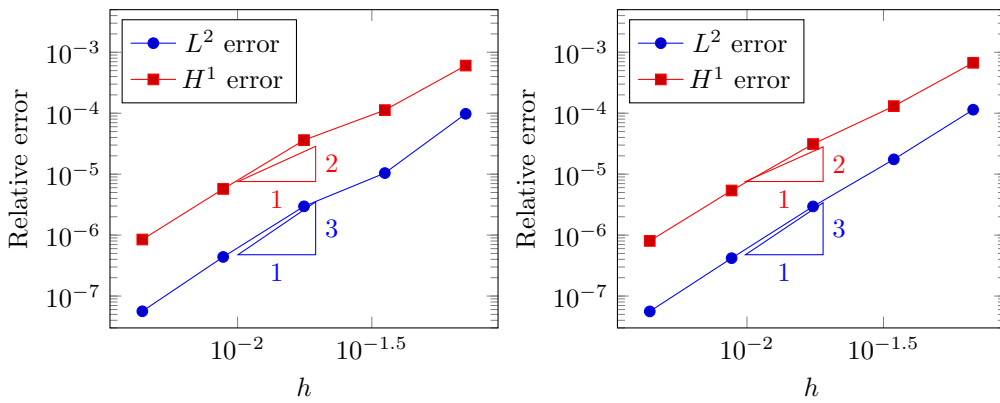 10^{-3}
10^{-4}
10^{-5}
10^{-6}
10^{-7}
Relative error
L^2 error
H^1 error
2
1
3
1
10^{-2}
10^{-1.5}
h
10^{-3}
10^{-4}
10^{-5}
10^{-6}
10^{-7}
Relative error
L^2 error
H^1 error
2
1
3
1
10^{-2}
10^{-1.5}
h